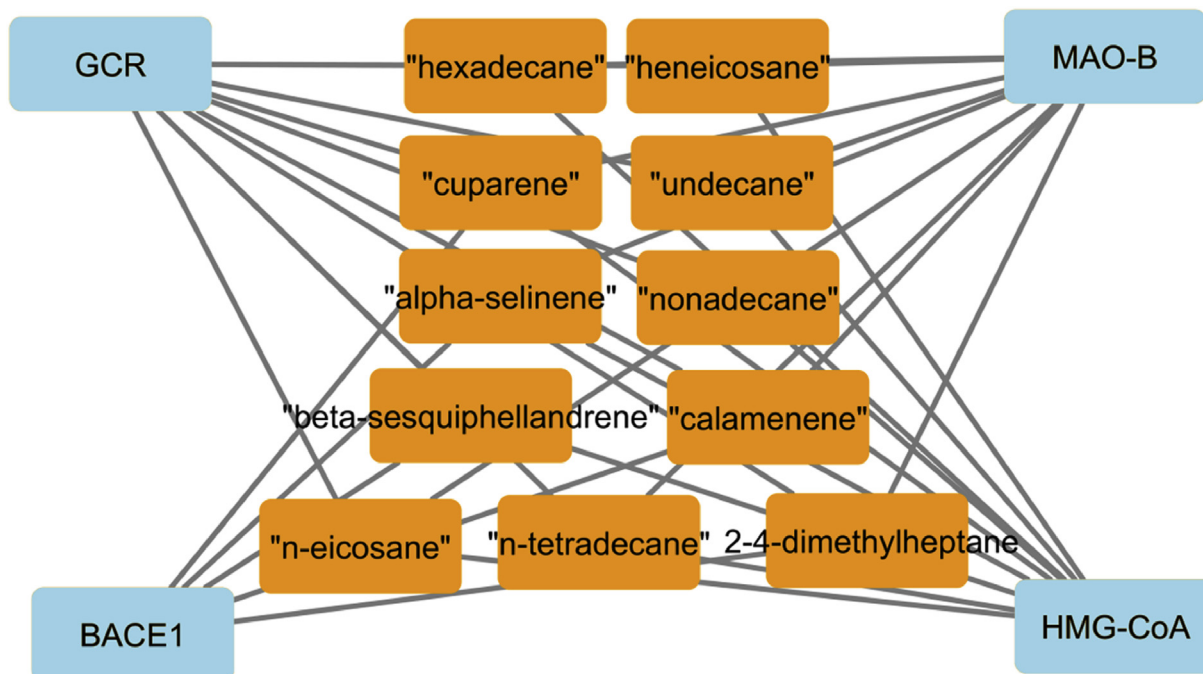 GCR
"hexadecane"
"heneicosane"
MAO-B
"cuparene"
"undecane"
"alpha-selinene"
"nonadecane"
"beta-sesquiphellandrene"
"calamenene"
"n-eicosane"
"n-tetradecane"
2-4-dimethylheptane
BACE1
HMG-CoA